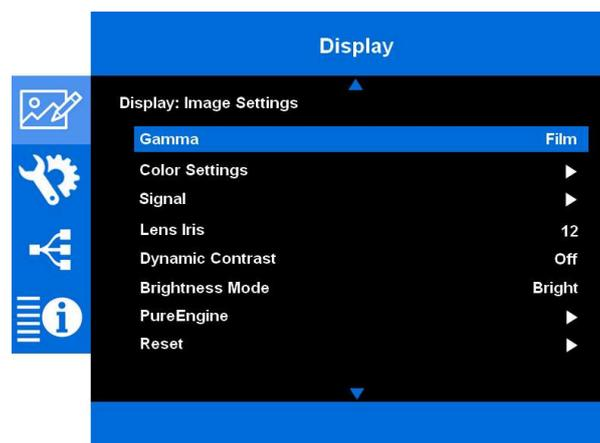 Display
Display: Image Settings
Gamma Film
Color Settings
Signal
Lens Iris 12
Dynamic Contrast Off
Brightness Mode Bright
PureEngine
Reset